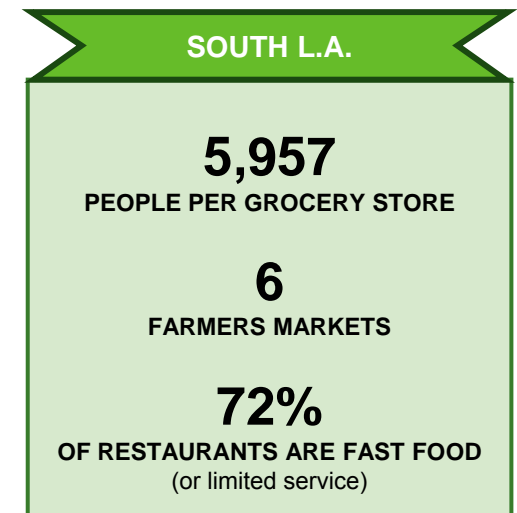 SOUTH L.A.
5,957
PEOPLE PER GROCERY STORE
6
FARMERS MARKETS
72%
OF RESTAURANTS ARE FAST FOOD
(or limited service)